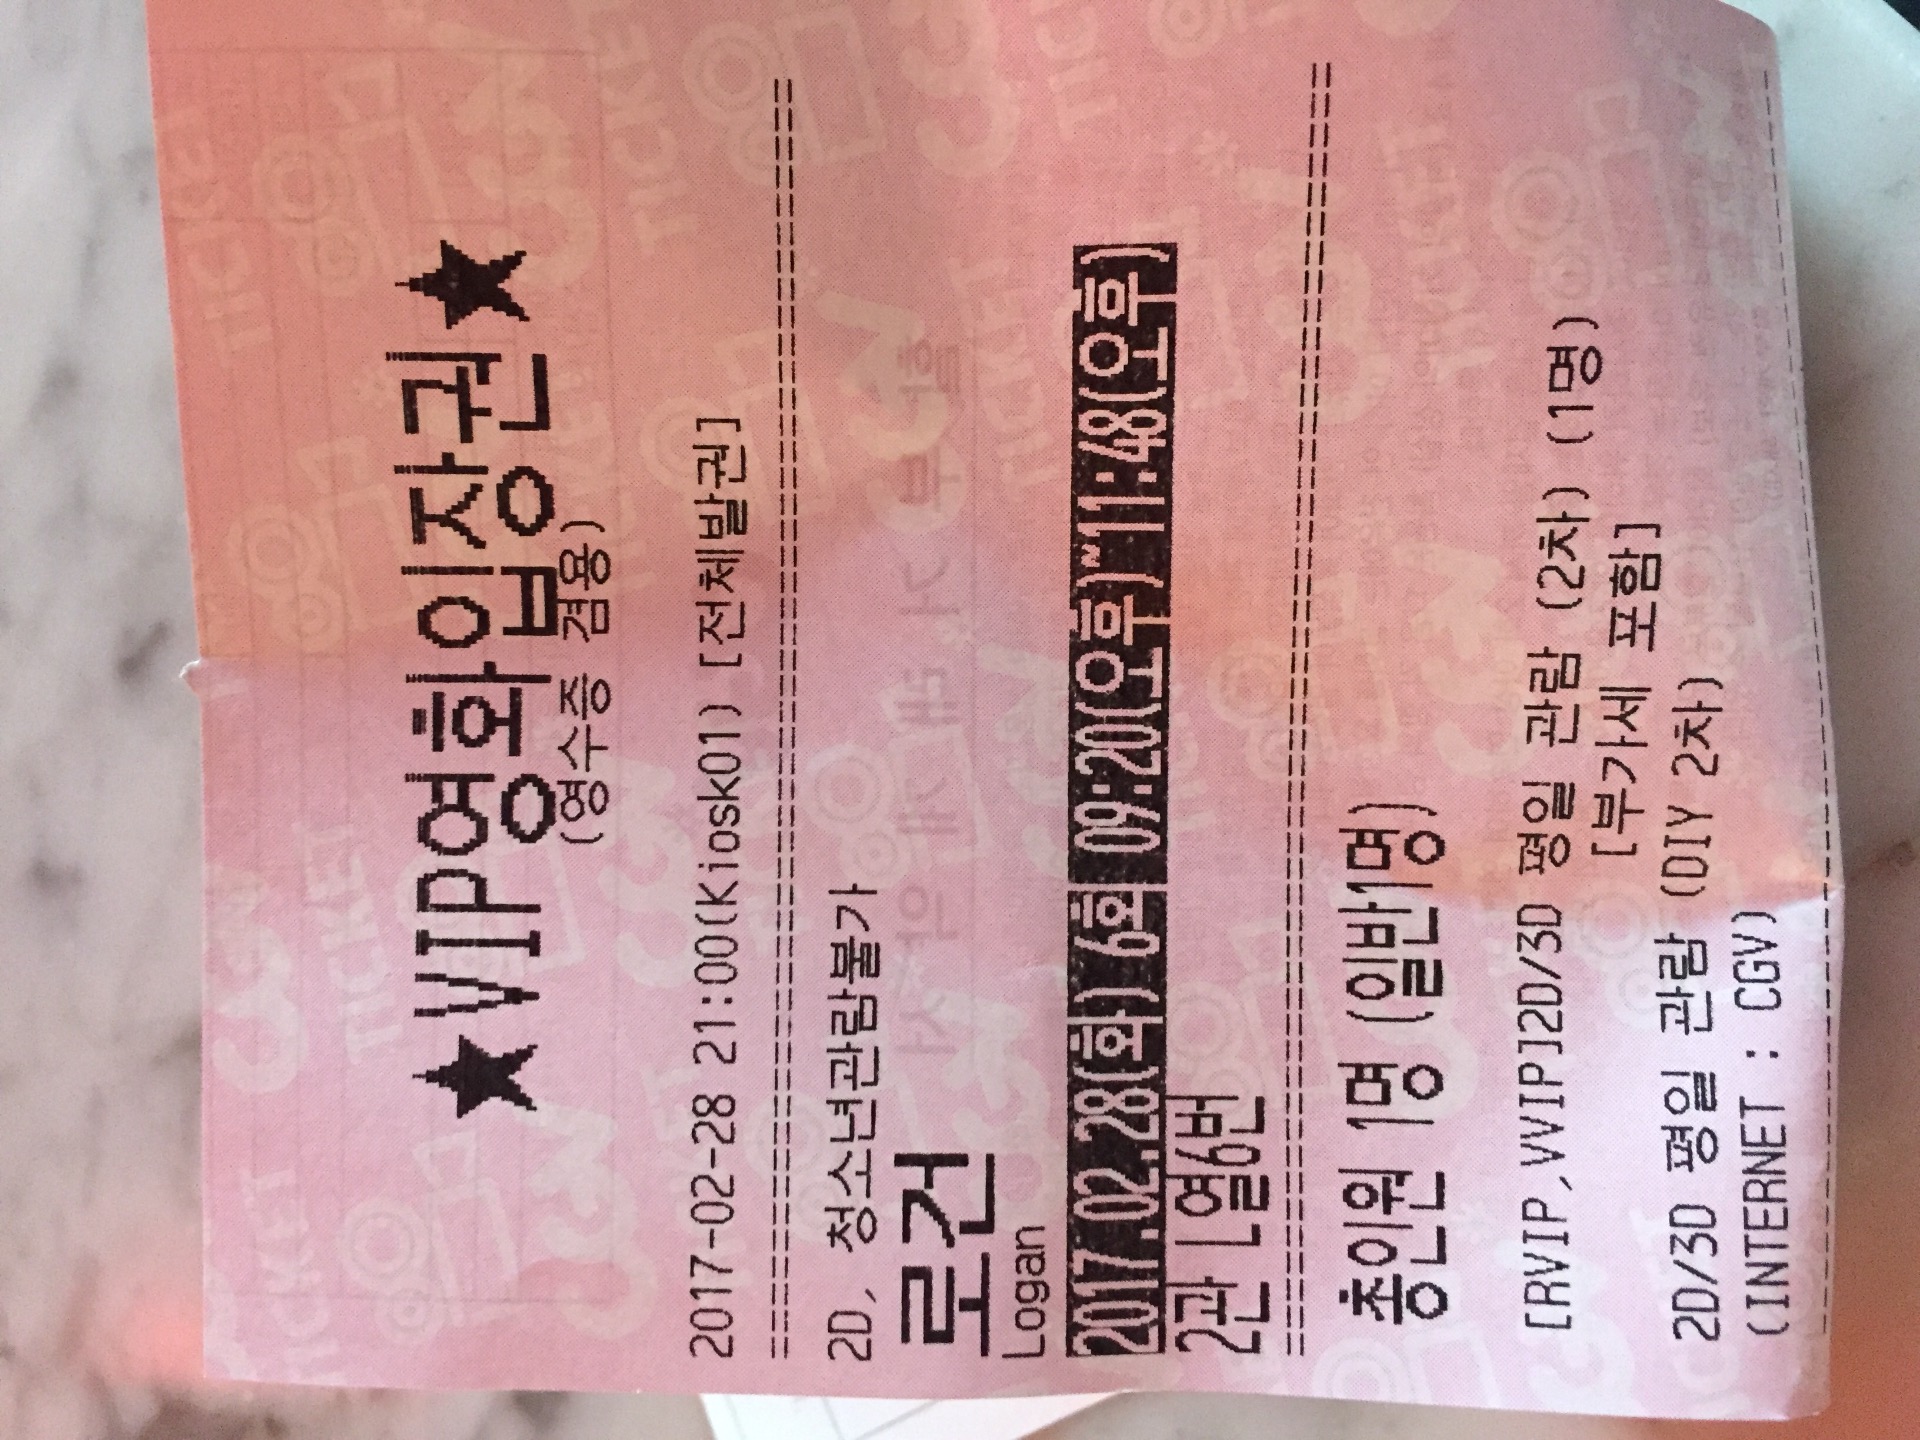 ★VIP영화입장권★
(영수증 겸용)
2017-02-28 21:00(Kiosk01) [전체발권]
2D, 청소년관람불가
로건
Logan
2017.02.28(화) 6회 09:20(오후)~11:48(오후)
2관 L열6번
총인원 1명 (일반1명)
[RVIP,VVIP]2D/3D 평일 관람 (2차) (1명)
[부가세 포함]
2D/3D 평일 관람 (DIY 2차)
(INTERNET : CGV)
TICKET